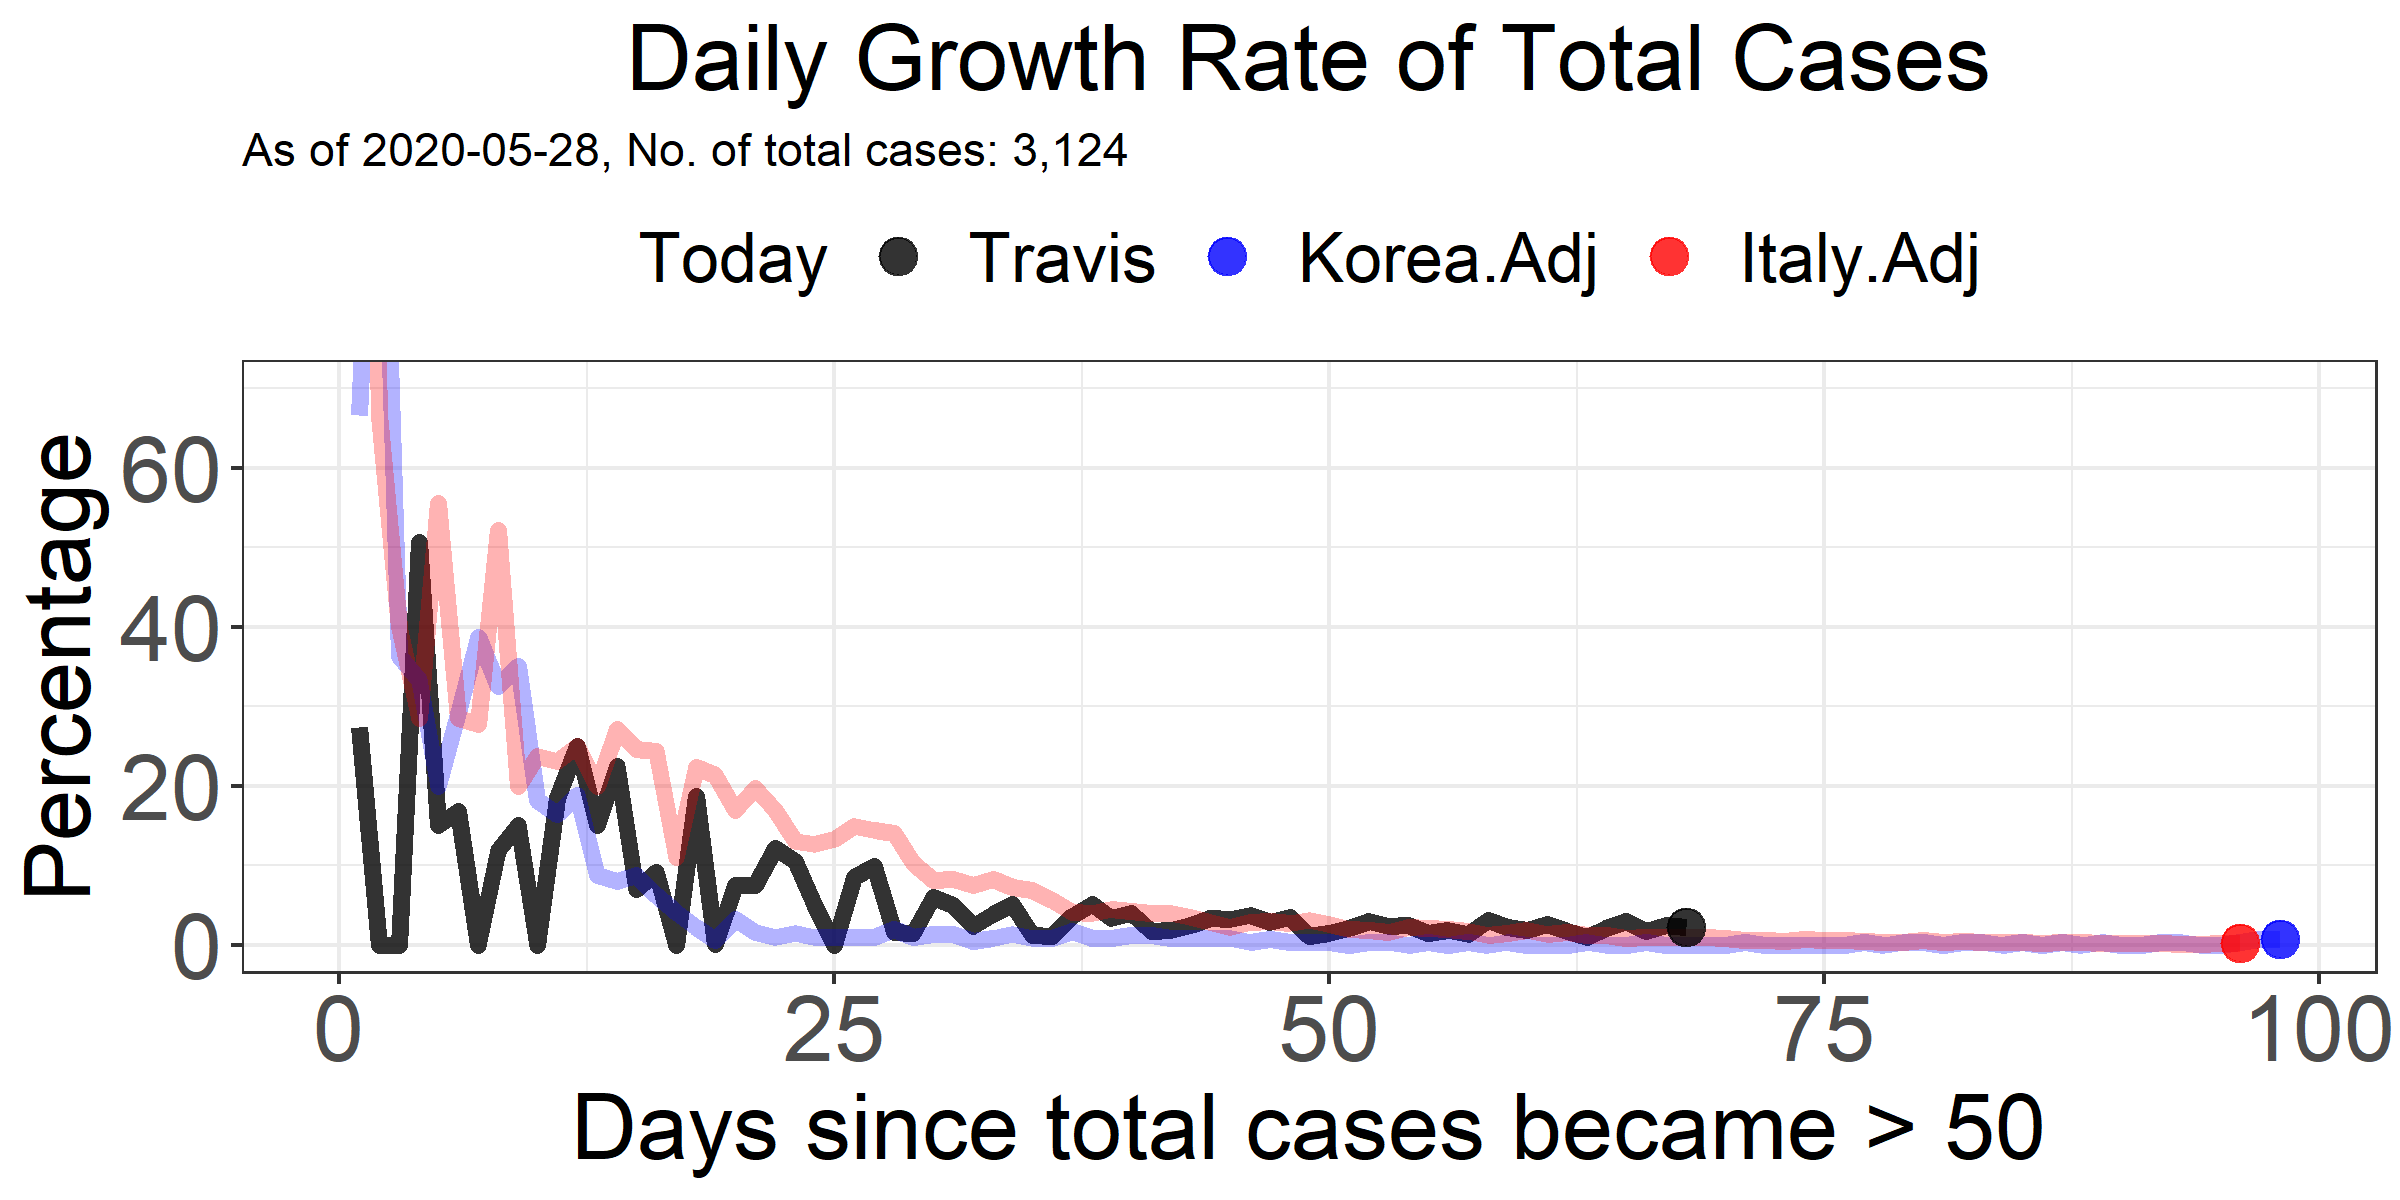 Daily Growth Rate of Total Cases
As of 2020-05-28, No. of total cases: 3,124
Today Travis Korea.Adj Italy.Adj
Percentage
60
40
20
0
0 25 50 75 100
Days since total cases became > 50